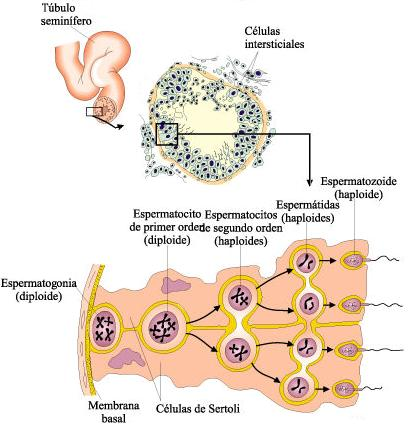 Túbulo
seminífero
Células
intersticiales
Espermatozoide
(haploide)
Espermátidas
(haploides)
Espermatocito
de primer orden
(diploide)
Espermatocitos
de segundo orden
(haploides)
Espermatogonia
(diploide)
Membrana
basal
Células de Sertoli